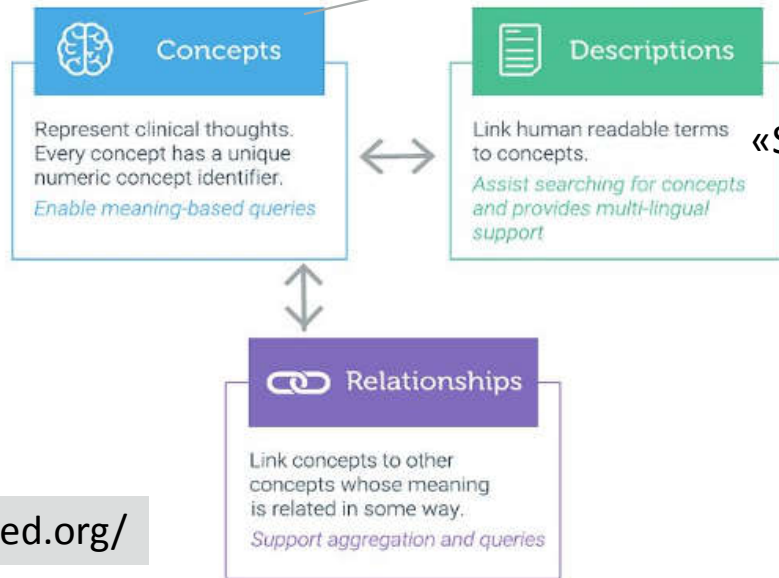 Concepts
Represent clinical thoughts.
Every concept has a unique
numeric concept identifier.
Enable meaning-based queries
Descriptions
Link human readable terms
to concepts.
Assist searching for concepts
and provides multi-lingual
support
«S
Relationships
Link concepts to other
concepts whose meaning
is related in some way.
Support aggregation and queries
ed.org/